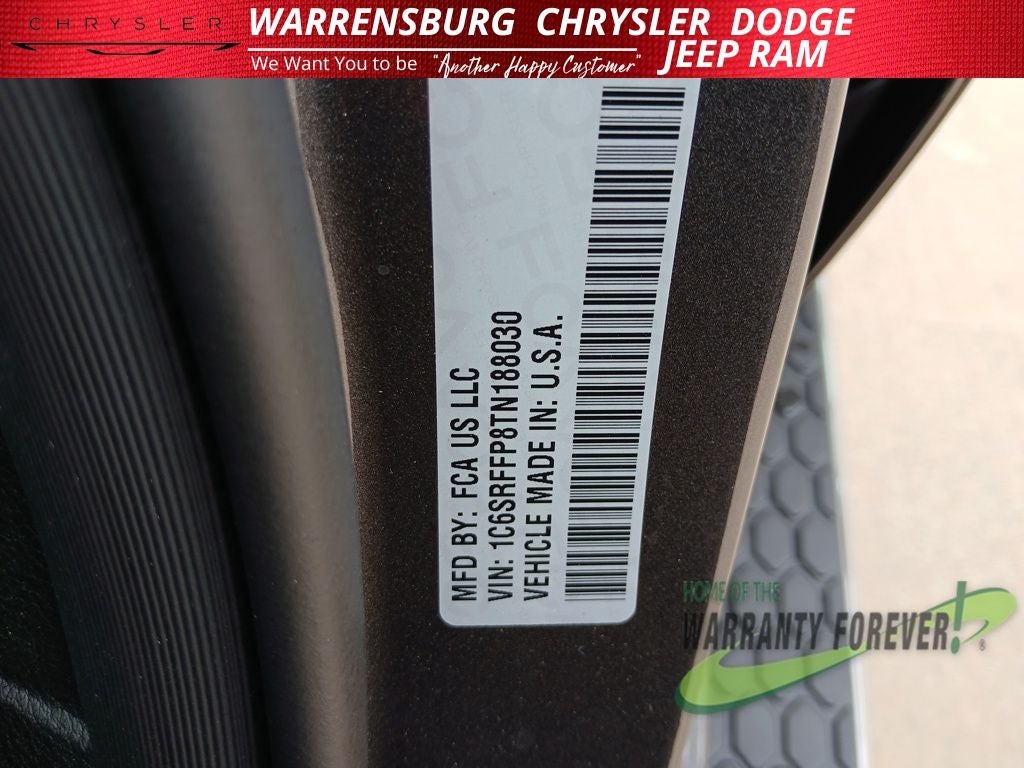 CHRYSLER
WARRENSBURG CHRYSLER DODGE
JEEP RAM
We Want You to be "Another Happy Customer"
MFD BY: FCA US LLC
VIN: 1C6SRFFP8TN188030
VEHICLE MADE IN: U.S.A.
HOME OF THE
WARRANTY FOREVER!®